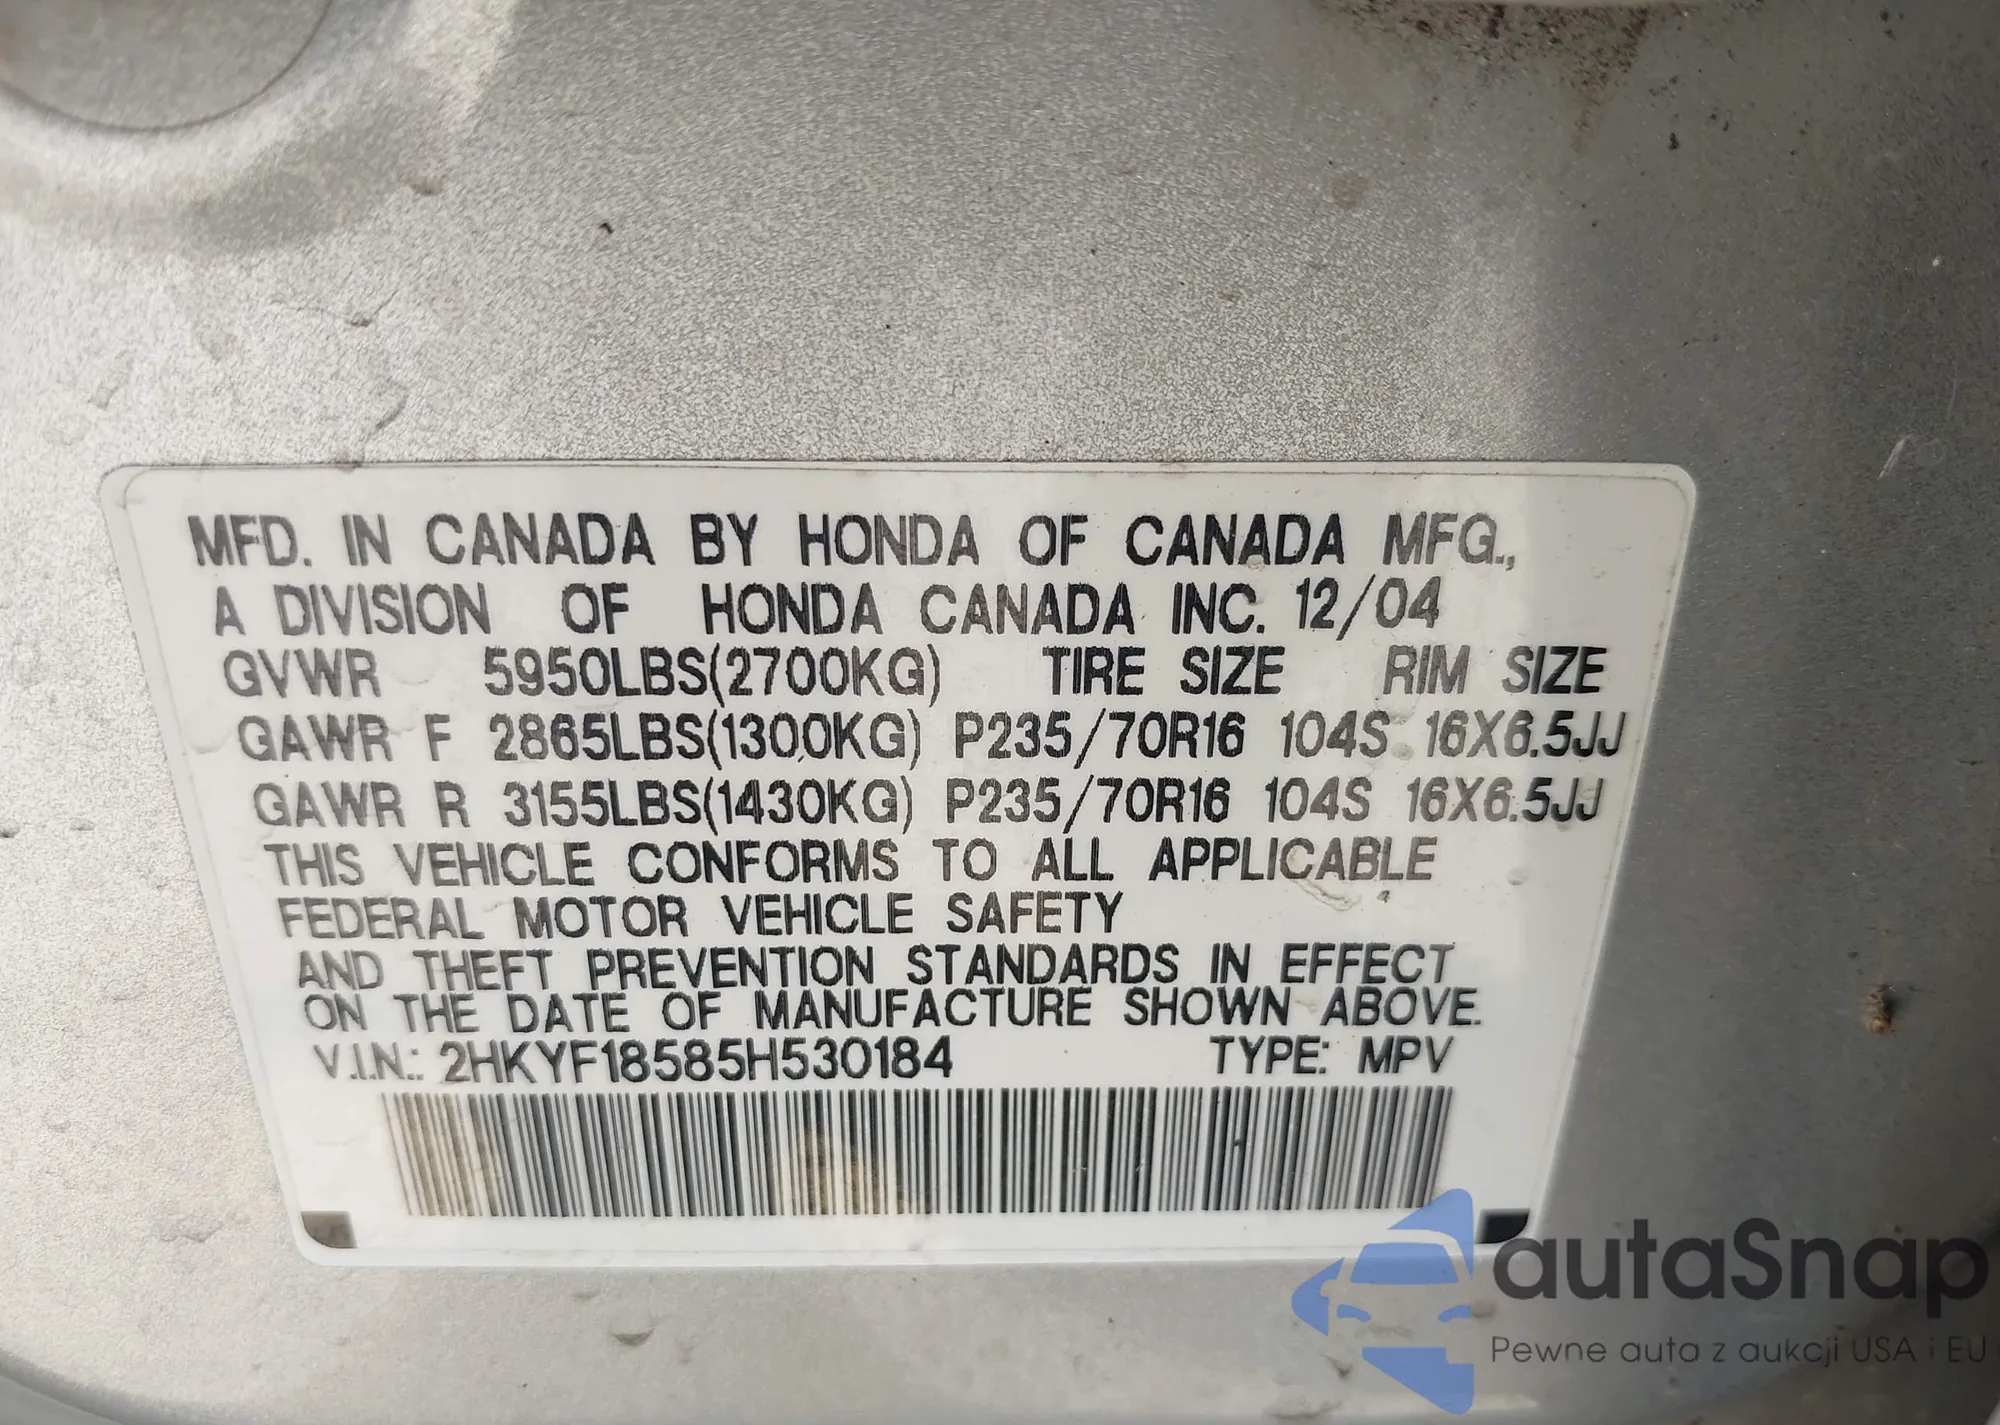 MFD. IN CANADA BY HONDA OF CANADA MFG.,
A DIVISION OF HONDA CANADA INC. 12/04
GVWR 5950LBS(2700KG) TIRE SIZE RIM SIZE
GAWR F 2865LBS(1300KG) P235/70R16 104S 16X6.5JJ
GAWR R 3155LBS(1430KG) P235/70R16 104S 16X6.5JJ
THIS VEHICLE CONFORMS TO ALL APPLICABLE
FEDERAL MOTOR VEHICLE SAFETY
AND THEFT PREVENTION STANDARDS IN EFFECT
ON THE DATE OF MANUFACTURE SHOWN ABOVE.
V.I.N.: 2HKYF18585H530184 TYPE: MPV
autaSnap
Pewne auta z aukcji USA i EU